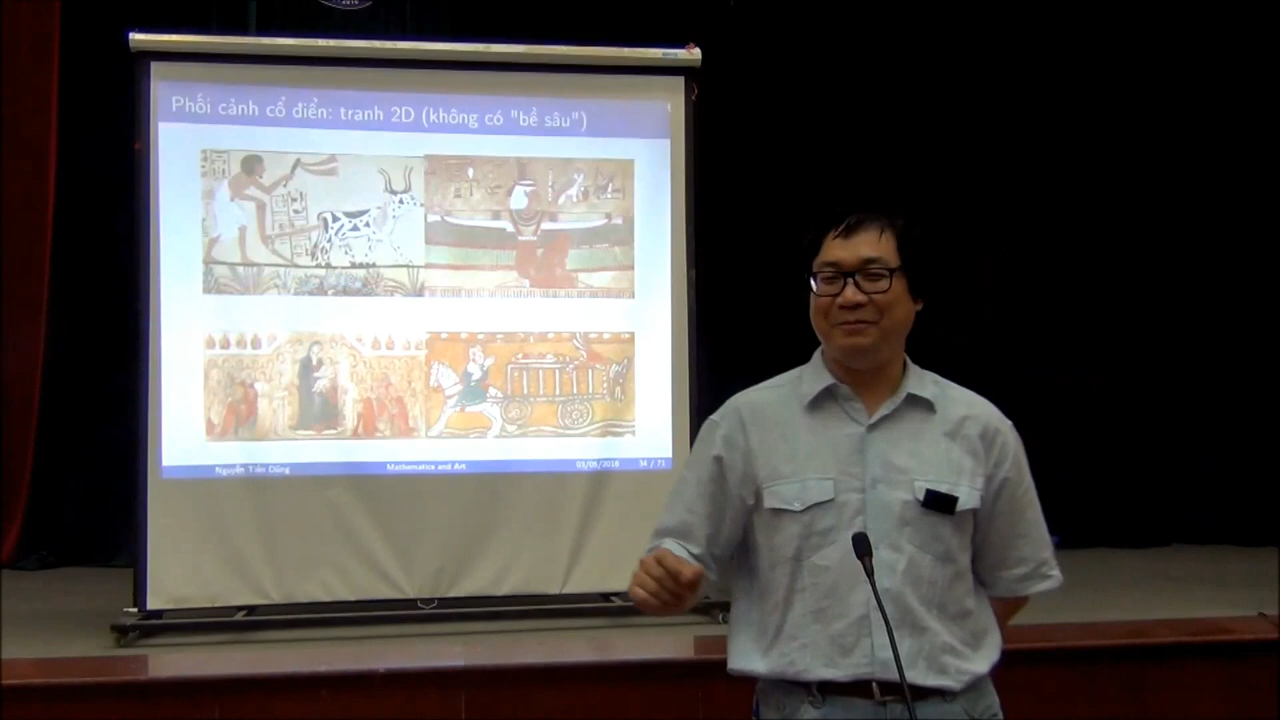 Phối cảnh cổ điển: tranh 2D (không có "bề sâu")
Nguyễn Tiến Dũng
Mathematics and Art
03/05/2016
34 / 71